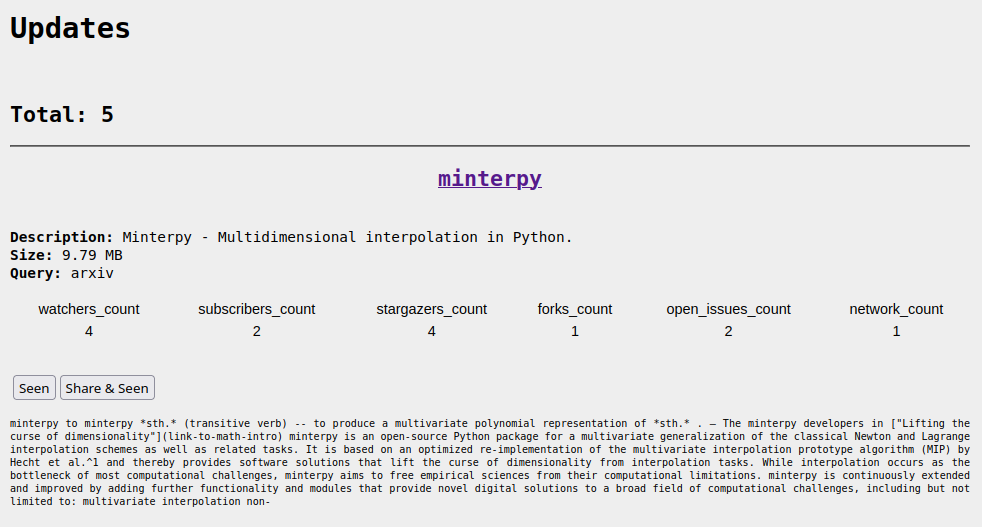 Updates
Total: 5
minterpy
Description: Minterpy - Multidimensional interpolation in Python.
Size: 9.79 MB
Query: arxiv
watchers_count subscribers_count stargazers_count forks_count open_issues_count network_count
4 2 4 1 2 1
Seen Share & Seen
minterpy to minterpy *sth.* (transitive verb) -- to produce a multivariate polynomial representation of *sth.* . – The minterpy developers in ["Lifting the
curse of dimensionality"](link-to-math-intro) minterpy is an open-source Python package for a multivariate generalization of the classical Newton and Lagrange
interpolation schemes as well as related tasks. It is based on an optimized re-implementation of the multivariate interpolation prototype algorithm (MIP) by
Hecht et al.^1 and thereby provides software solutions that lift the curse of dimensionality from interpolation tasks. While interpolation occurs as the
bottleneck of most computational challenges, minterpy aims to free empirical sciences from their computational limitations. minterpy is continuously extended
and improved by adding further functionality and modules that provide novel digital solutions to a broad field of computational challenges, including but not
limited to: multivariate interpolation non-